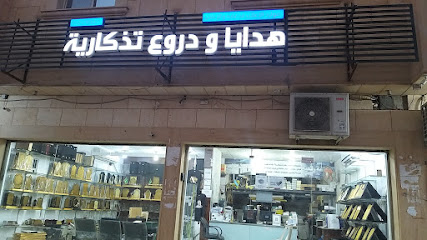 هدايا و دروع تذكارية